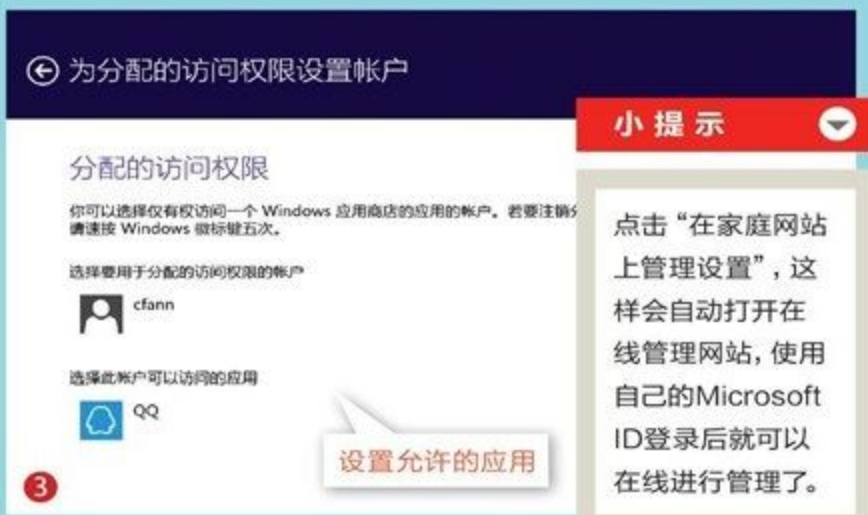 为分配的访问权限设置帐户
小提示
分配的访问权限
你可以选择仅有权访问一个 Windows 应用商店的应用的帐户。若要注销
请速按 Windows 徽标键五次。
选择要用于分配的访问权限的帐户
cfann
选择此帐户可以访问的应用
QQ
设置允许的应用
3
点击“在家庭网站
上管理设置”，这
样会自动打开在
线管理网站，使用
自己的Microsoft
ID登录后就可以
在线进行管理了。